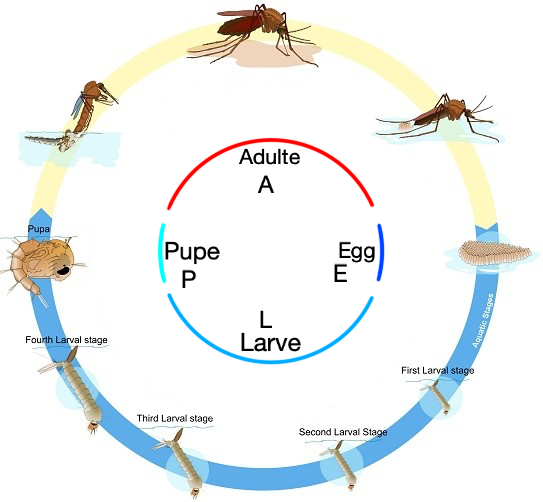 Adulte
A
Pupa
Pupe
P
Egg
E
L
Larve
Aquatic Stages
Fourth Larval stage
First Larval stage
Third Larval stage
Second Larval Stage